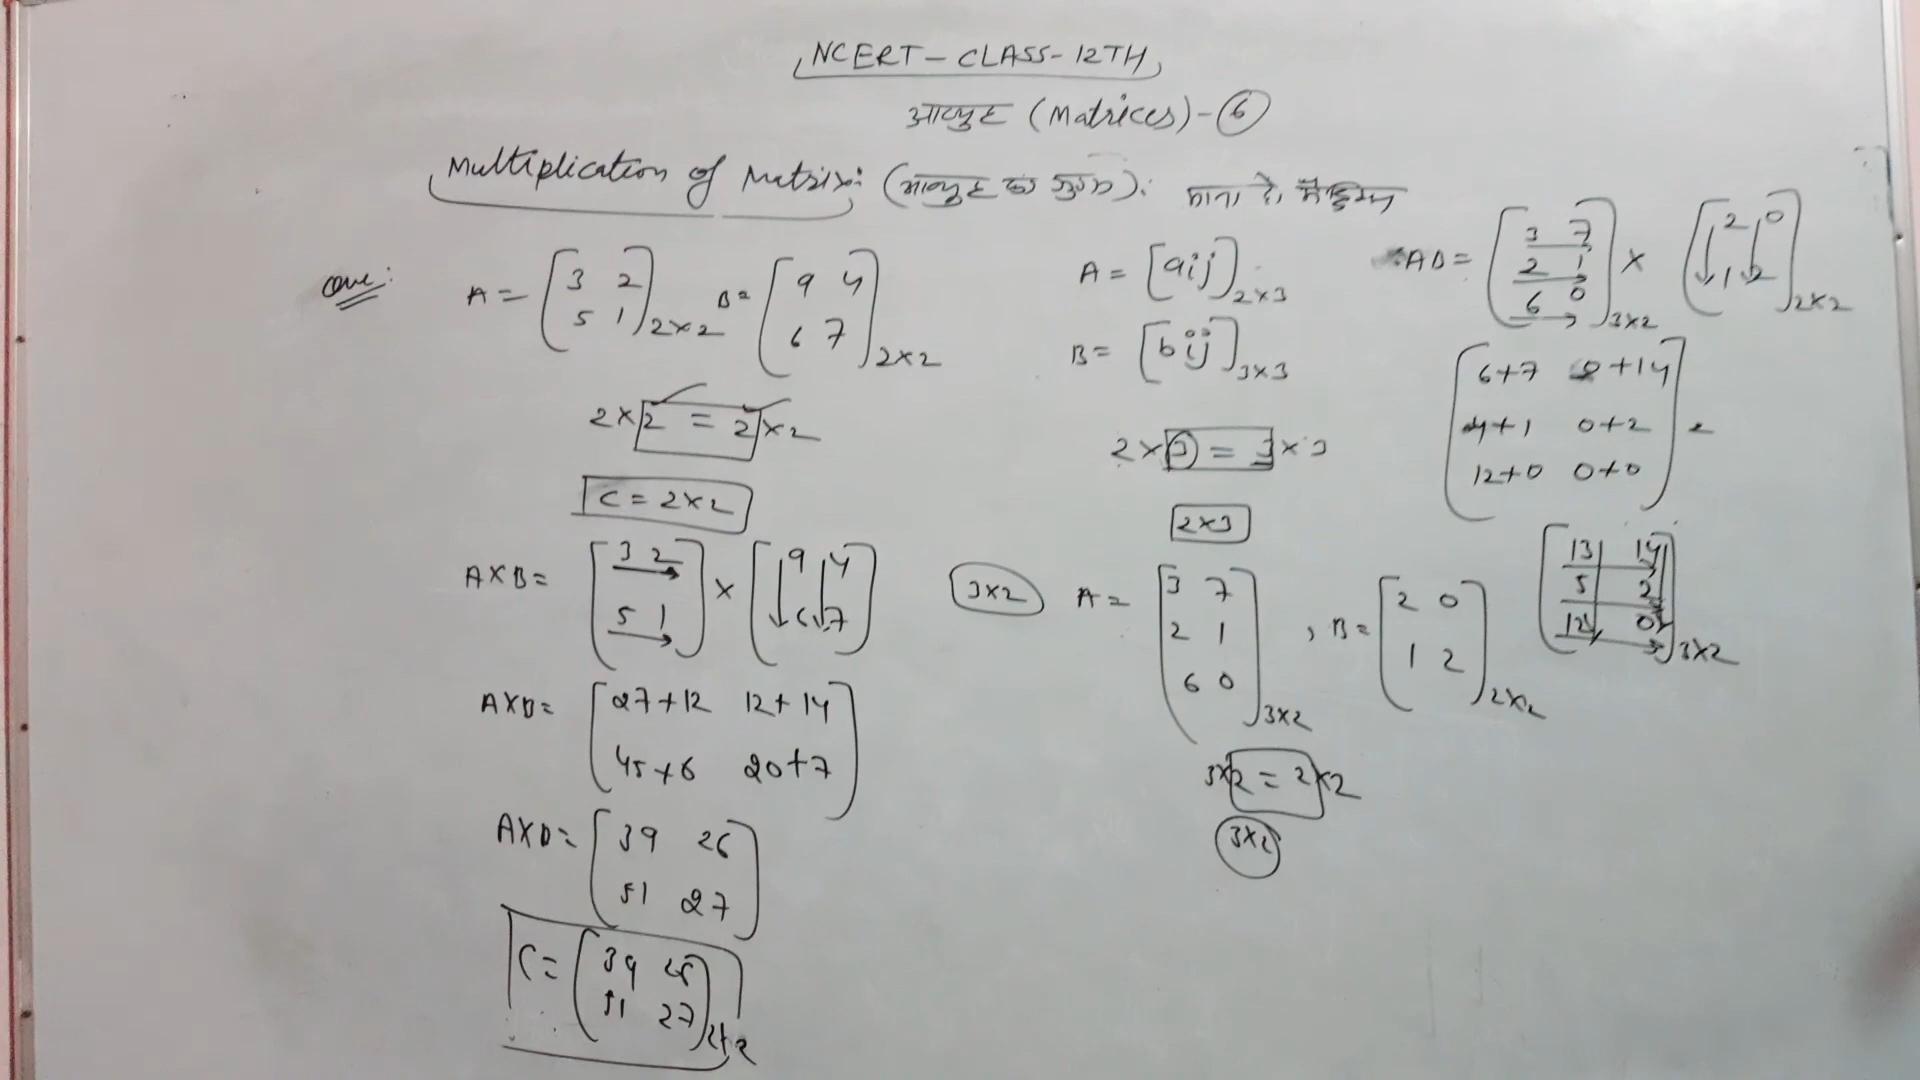 NCERT - CLASS - 12TH
आव्यूह (Matrices) - 6
Multiplication of Matrix: (आव्यूह का गुणन): माना है,
Que:
A = [3 2
5 1] 2×2 B = [9 4
6 7] 2×2
2×2 = 2×2
C = 2×2
A×B = [3 2
5 1] × [9 4
6 7]
A×B = [27+12 12+14
45+6 20+7]
A×B = [39 26
51 27]
C = [39 26
51 27] 2×2
A = [aij] 2×3
B = [bij] 3×3
2×3 = 3×3
2×3
3×2
A = [3 7
2 1
6 0] 3×2 , B = [2 0
1 2] 2×2
3×2 = 2×2
3×2
AB = [3 7
2 1
6 0] 3×2 × [2 0
1 2] 2×2
[6+7 0+14
4+1 0+2
12+0 0+0] =
[13 14
5 2
12 0] 3×2